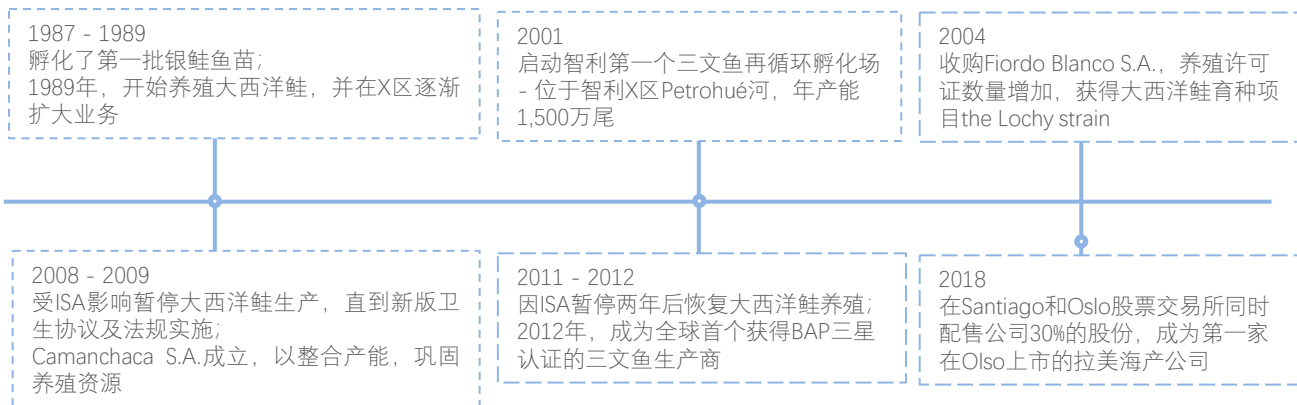 1987 - 1989
孵化了第一批银鲑鱼苗;
1989年，开始养殖大西洋鲑，并在X区逐渐
扩大业务
2001
启动智利第一个三文鱼再循环孵化场
- 位于智利X区Petrohué河，年产能
1,500万尾
2004
收购Fiordo Blanco S.A.，养殖许可
证数量增加，获得大西洋鲑育种项
目the Lochy strain
2008 - 2009
受ISA影响暂停大西洋鲑生产，直到新版卫
生协议及法规实施;
Camanchaca S.A.成立，以整合产能，巩固
养殖资源
2011 - 2012
因ISA暂停两年后恢复大西洋鲑养殖;
2012年，成为全球首个获得BAP三星
认证的三文鱼生产商
2018
在Santiago和Oslo股票交易所同时
配售公司30%的股份，成为第一家
在Olso上市的拉美海产公司